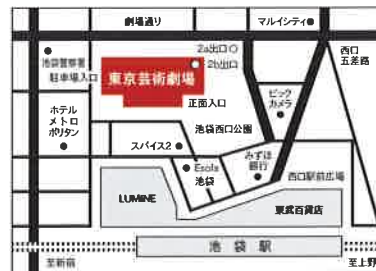 劇場通り
マルイシティ
2a出口
2b出口
西口
五差路
池袋警察署
駐車場入口
東京芸術劇場
正面入口
ビック
カメラ
ホテル
メトロ
ポリタン
池袋西口公園
スパイス2
Esola
池袋
みずほ
銀行
西口駅前広場
LUMINE
東武百貨店
池袋駅
至新宿
至上野